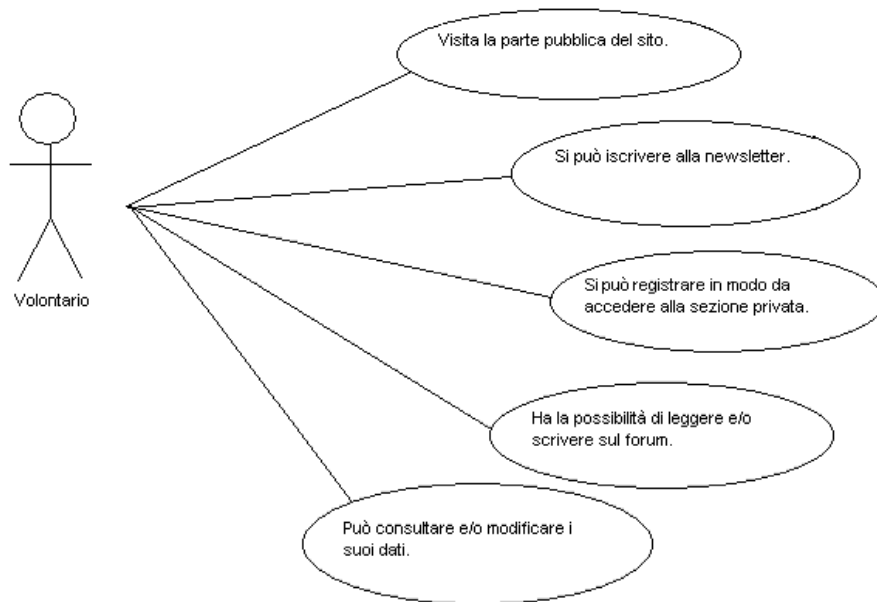 Visita la parte pubblica del sito.
Si può iscrivere alla newsletter.
Si può registrare in modo da
accedere alla sezione privata.
Volontario
Ha la possibilità di leggere e/o
scrivere sul forum.
Può consultare e/o modificare i
suoi dati.